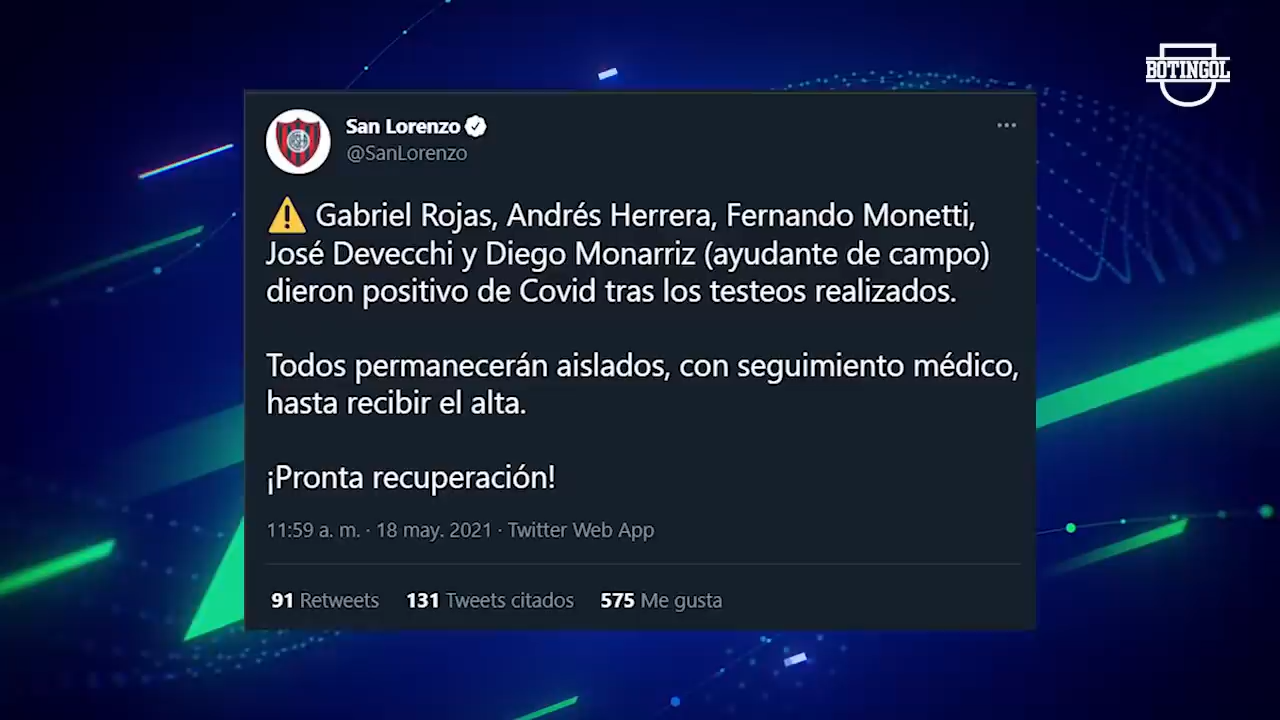 BOTINGOL
San Lorenzo
@SanLorenzo
⚠️ Gabriel Rojas, Andrés Herrera, Fernando Monetti,
José Devecchi y Diego Monarriz (ayudante de campo)
dieron positivo de Covid tras los testeos realizados.
Todos permanecerán aislados, con seguimiento médico,
hasta recibir el alta.
¡Pronta recuperación!
11:59 a. m. · 18 may. 2021 · Twitter Web App
91 Retweets 131 Tweets citados 575 Me gusta